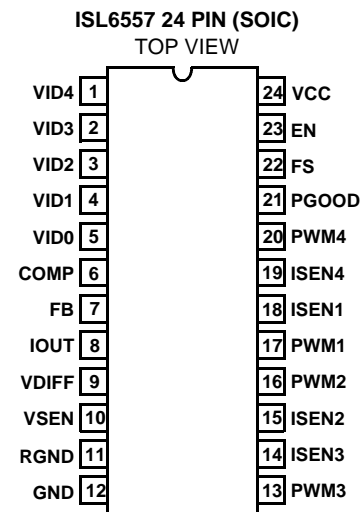 ISL6557 24 PIN (SOIC)
TOP VIEW
VID4 1 24 VCC
VID3 2 23 EN
VID2 3 22 FS
VID1 4 21 PGOOD
VID0 5 20 PWM4
COMP 6 19 ISEN4
FB 7 18 ISEN1
IOUT 8 17 PWM1
VDIFF 9 16 PWM2
VSEN 10 15 ISEN2
RGND 11 14 ISEN3
GND 12 13 PWM3